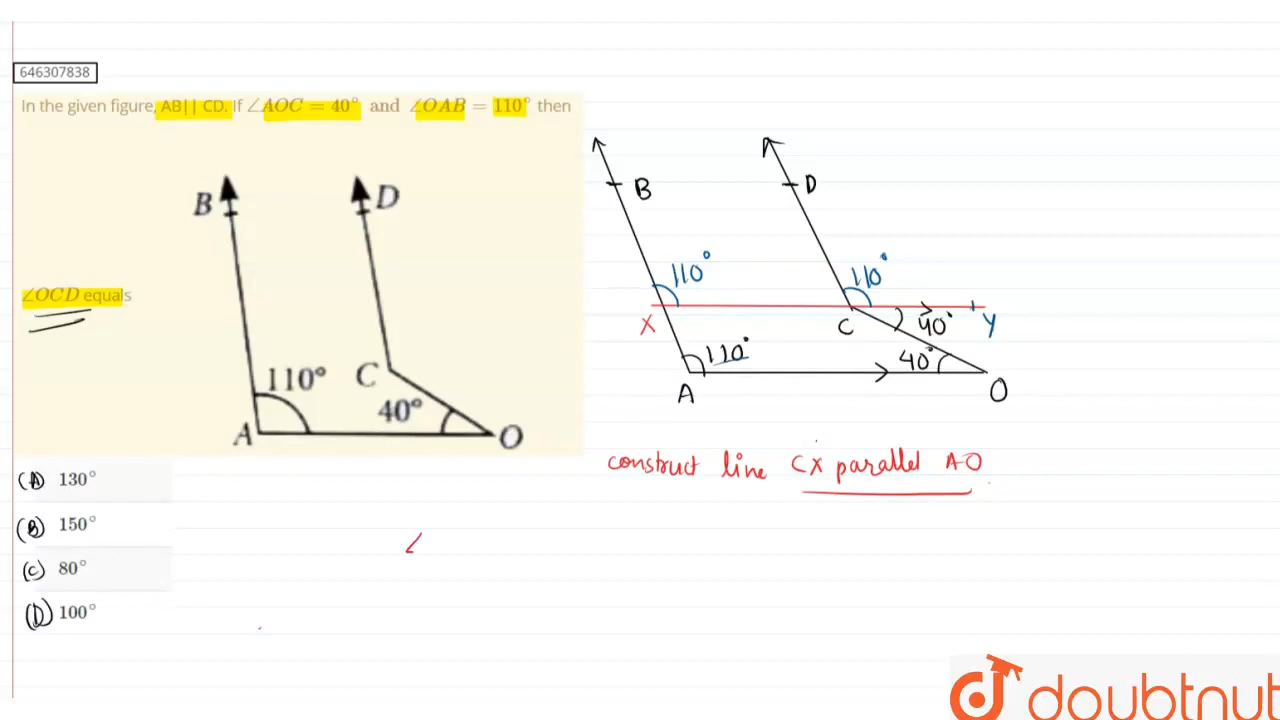 646307838
In the given figure, AB|| CD. If ∠AOC = 40° and ∠OAB = 110° then
B
D
∠OCD equals
110°
C
40°
A
O
(A) 130°
(B) 150°
(C) 80°
(D) 100°
B
D
110°
110°
X
C
40°
Y
110°
40°
A
O
construct line CX parallel AO
∠
doubtnut